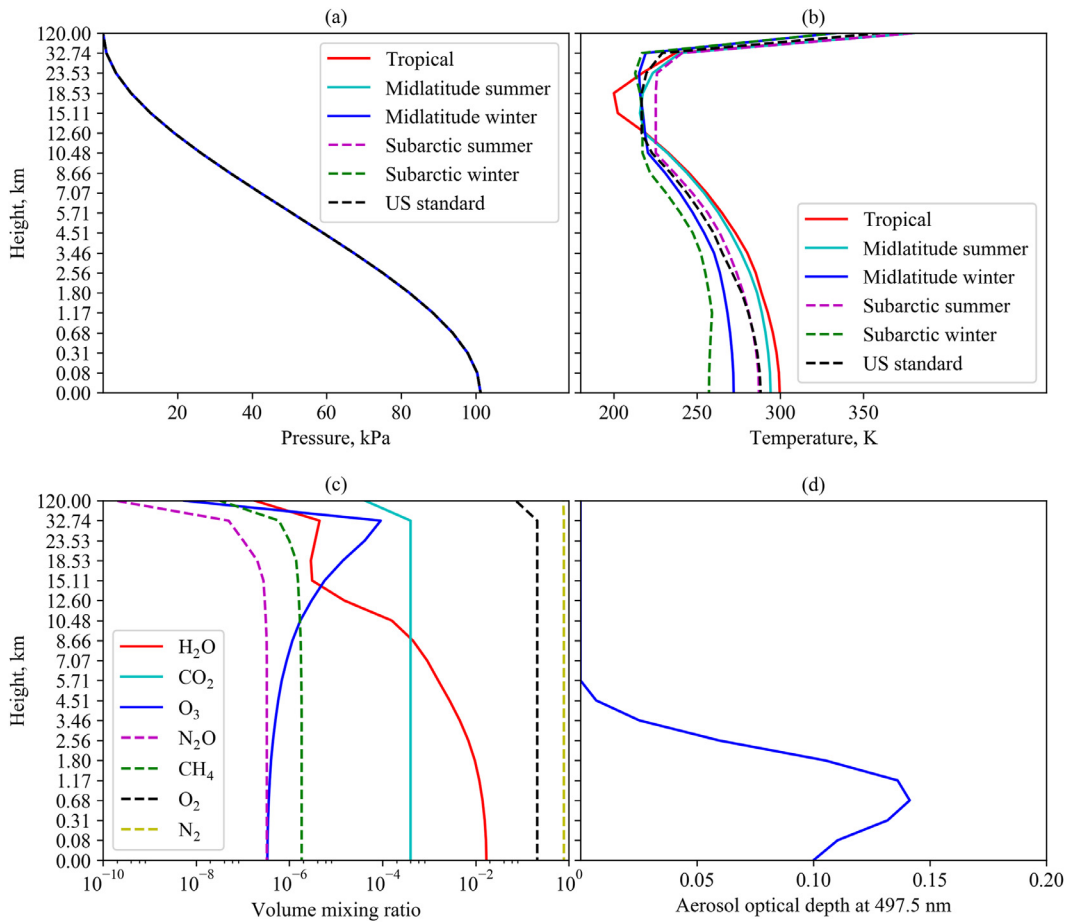 (a)
Height, km
120.00
32.74
23.53
18.53
15.11
12.60
10.48
8.66
7.07
5.71
4.51
3.46
2.56
1.80
1.17
0.68
0.31
0.08
0.00
Tropical
Midlatitude summer
Midlatitude winter
Subarctic summer
Subarctic winter
US standard
20 40 60 80 100
Pressure, kPa
(b)
Tropical
Midlatitude summer
Midlatitude winter
Subarctic summer
Subarctic winter
US standard
200 250 300 350
Temperature, K
(c)
Height, km
120.00
32.74
23.53
18.53
15.11
12.60
10.48
8.66
7.07
5.71
4.51
3.46
2.56
1.80
1.17
0.68
0.31
0.08
0.00
H₂O
CO₂
O₃
N₂O
CH₄
O₂
N₂
10⁻¹⁰ 10⁻⁸ 10⁻⁶ 10⁻⁴ 10⁻² 10⁰
Volume mixing ratio
(d)
0.05 0.10 0.15 0.20
Aerosol optical depth at 497.5 nm